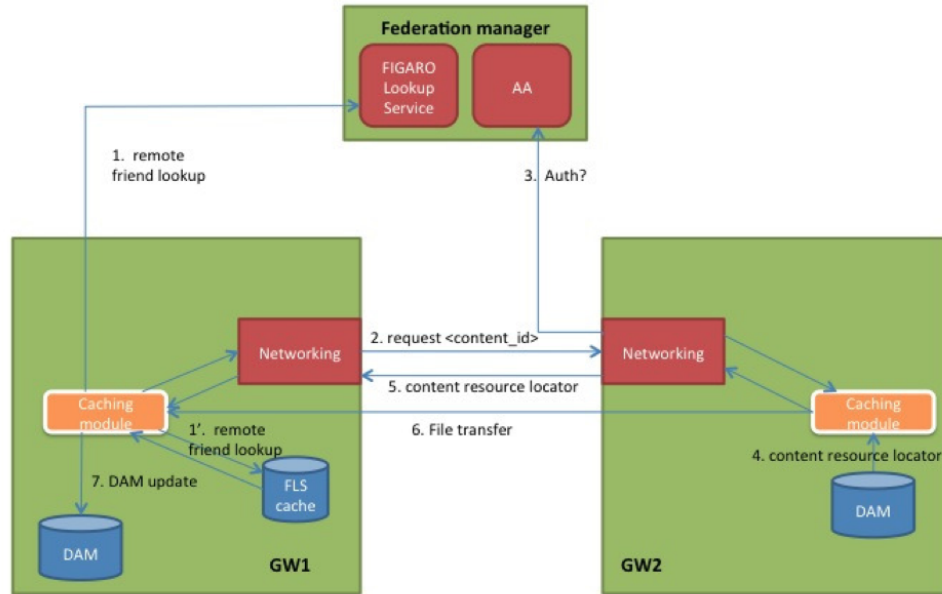 Federation manager
FIGARO
Lookup
Service
AA
1. remote
friend lookup
3. Auth?
Networking
2. request <content_id>
Networking
5. content resource locator
Caching
module
6. File transfer
Caching
module
1'. remote
friend lookup
4. content resource locator
7. DAM update
FLS
cache
DAM
DAM
GW1
GW2